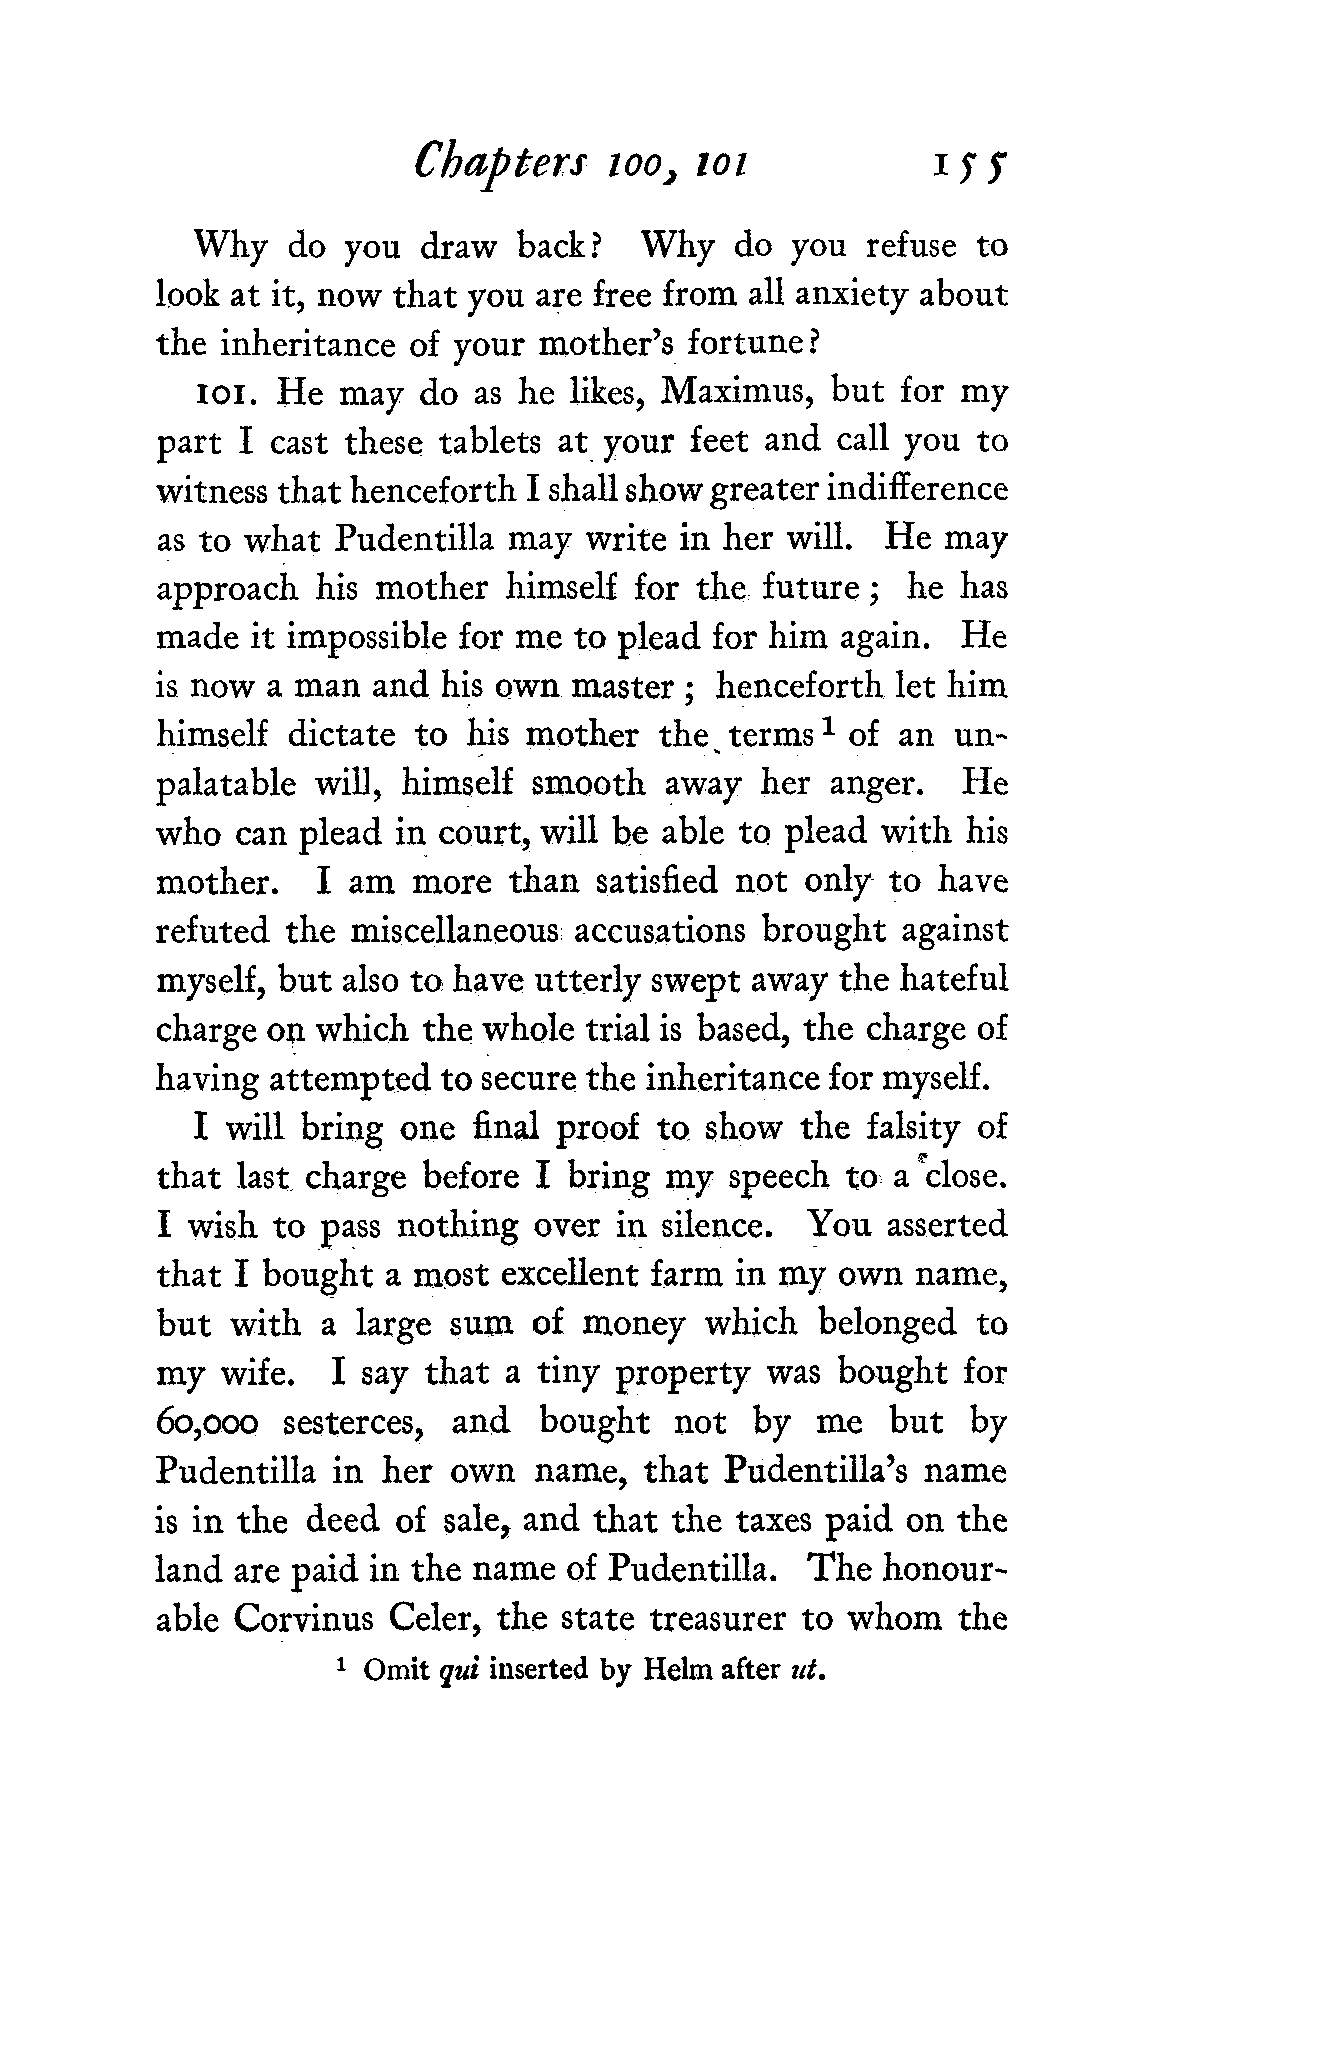 Chapters 100, 101 155
Why do you draw back? Why do you refuse to
look at it, now that you are free from all anxiety about
the inheritance of your mother's fortune?
101. He may do as he likes, Maximus, but for my
part I cast these tablets at your feet and call you to
witness that henceforth I shall show greater indifference
as to what Pudentilla may write in her will. He may
approach his mother himself for the future; he has
made it impossible for me to plead for him again. He
is now a man and his own master; henceforth let him
himself dictate to his mother the terms¹ of an un-
palatable will, himself smooth away her anger. He
who can plead in court, will be able to plead with his
mother. I am more than satisfied not only to have
refuted the miscellaneous accusations brought against
myself, but also to have utterly swept away the hateful
charge on which the whole trial is based, the charge of
having attempted to secure the inheritance for myself.
I will bring one final proof to show the falsity of
that last charge before I bring my speech to a close.
I wish to pass nothing over in silence. You asserted
that I bought a most excellent farm in my own name,
but with a large sum of money which belonged to
my wife. I say that a tiny property was bought for
60,000 sesterces, and bought not by me but by
Pudentilla in her own name, that Pudentilla's name
is in the deed of sale, and that the taxes paid on the
land are paid in the name of Pudentilla. The honour-
able Corvinus Celer, the state treasurer to whom the
¹ Omit qui inserted by Helm after ut.